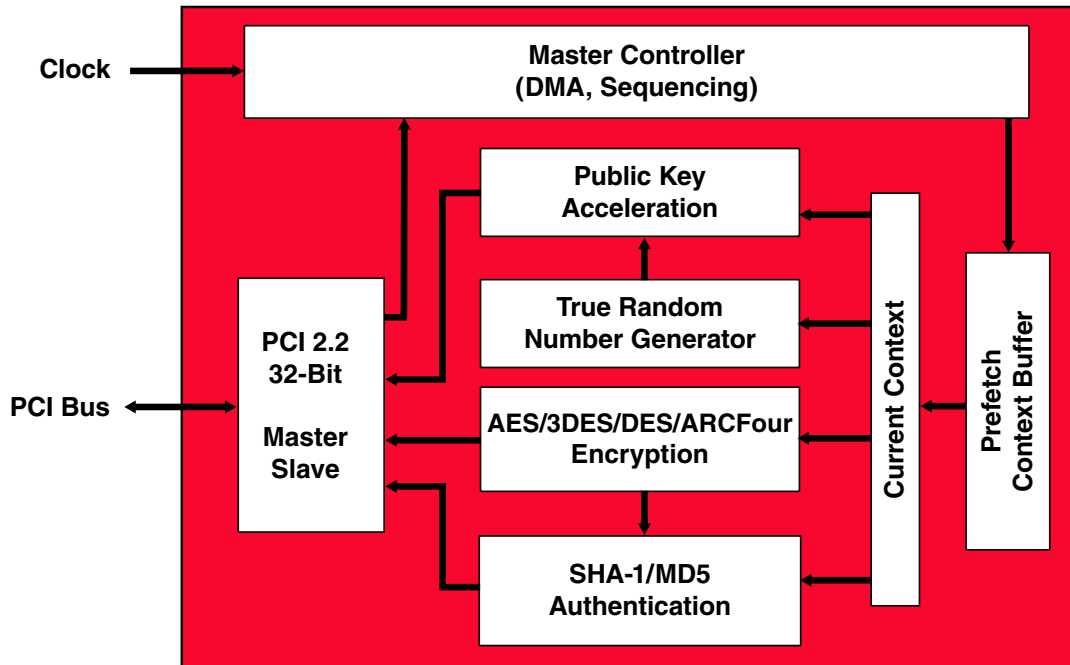 Clock
Master Controller
(DMA, Sequencing)
Public Key
Acceleration
True Random
Number Generator
PCI 2.2
32-Bit
Master
Slave
PCI Bus
AES/3DES/DES/ARCFour
Encryption
SHA-1/MD5
Authentication
Current Context
Prefetch
Context Buffer